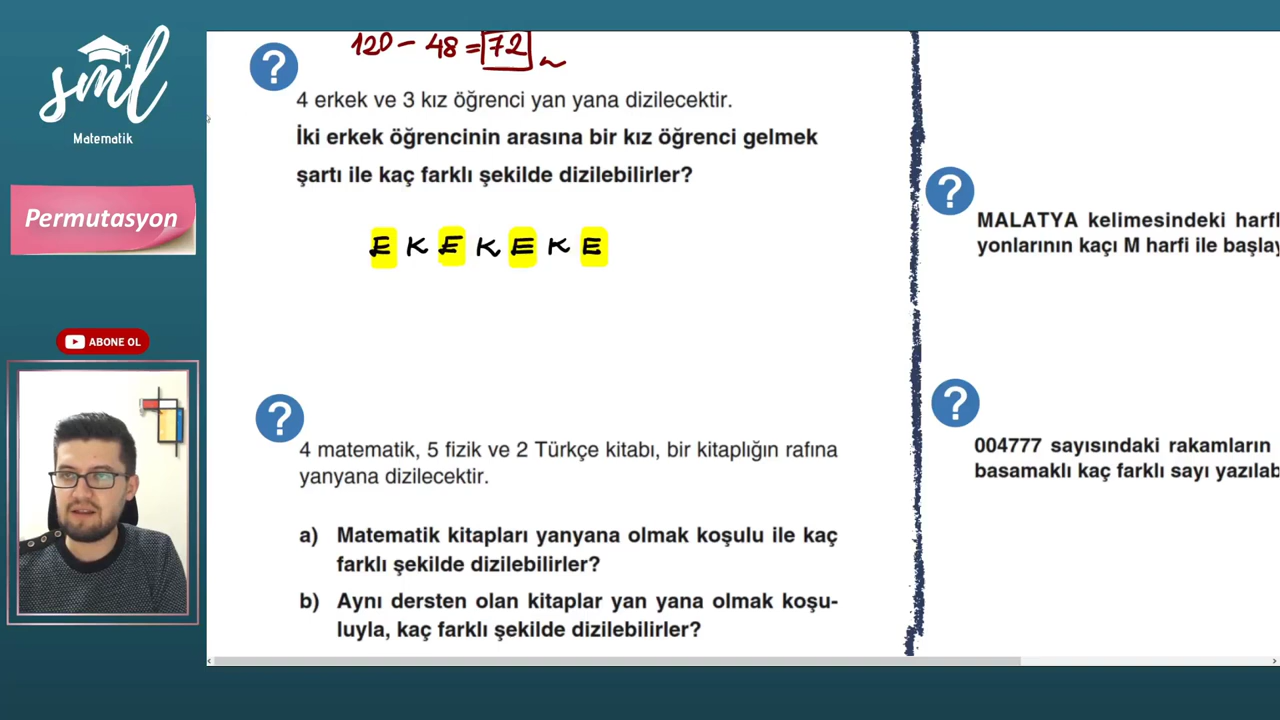 sml
Matematik
Permutasyon
ABONE OL
120 - 48 = 72
?
4 erkek ve 3 kız öğrenci yan yana dizilecektir.
İki erkek öğrencinin arasına bir kız öğrenci gelmek
şartı ile kaç farklı şekilde dizilebilirler?
E K E K E K E
?
4 matematik, 5 fizik ve 2 Türkçe kitabı, bir kitaplığın rafına
yanyana dizilecektir.
a) Matematik kitapları yanyana olmak koşulu ile kaç
farklı şekilde dizilebilirler?
b) Aynı dersten olan kitaplar yan yana olmak koşu-
luyla, kaç farklı şekilde dizilebilirler?
?
MALATYA kelimesindeki harfl
yonlarının kaçı M harfi ile başlay
?
004777 sayısındaki rakamların
basamaklı kaç farklı sayı yazılab